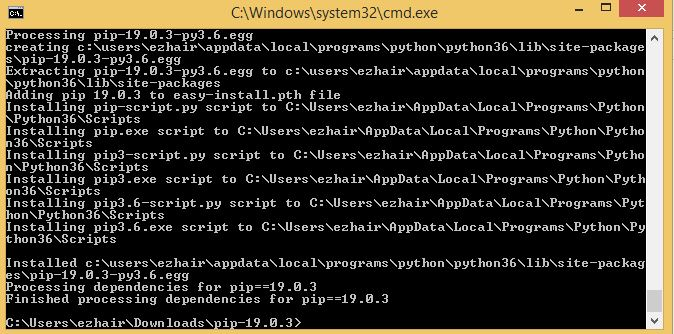 C:\Windows\system32\cmd.exe
Processing pip-19.0.3-py3.6.egg
creating c:\users\ezhair\appdata\local\programs\python\python36\lib\site-package
s\pip-19.0.3-py3.6.egg
Extracting pip-19.0.3-py3.6.egg to c:\users\ezhair\appdata\local\programs\python
\python36\lib\site-packages
Adding pip 19.0.3 to easy-install.pth file
Installing pip-script.py script to C:\Users\ezhair\AppData\Local\Programs\Python
\Python36\Scripts
Installing pip.exe script to C:\Users\ezhair\AppData\Local\Programs\Python\Pytho
n36\Scripts
Installing pip3-script.py script to C:\Users\ezhair\AppData\Local\Programs\Pytho
n\Python36\Scripts
Installing pip3.exe script to C:\Users\ezhair\AppData\Local\Programs\Python\Pyth
on36\Scripts
Installing pip3.6-script.py script to C:\Users\ezhair\AppData\Local\Programs\Pyt
hon\Python36\Scripts
Installing pip3.6.exe script to C:\Users\ezhair\AppData\Local\Programs\Python\Py
thon36\Scripts
Installed c:\users\ezhair\appdata\local\programs\python\python36\lib\site-packag
es\pip-19.0.3-py3.6.egg
Processing dependencies for pip==19.0.3
Finished processing dependencies for pip==19.0.3
C:\Users\ezhair\Downloads\pip-19.0.3>